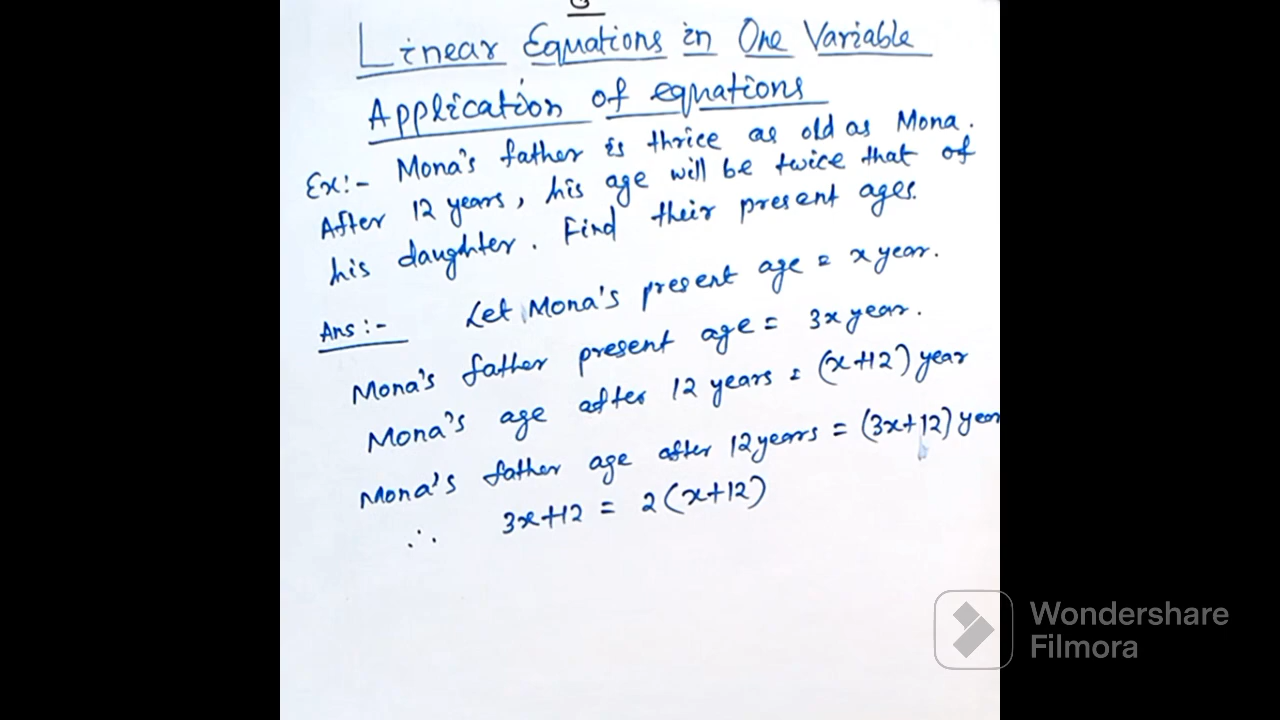 Linear Equations in One Variable
Application of equations
Ex:- Mona's father is thrice as old as Mona.
After 12 years, his age will be twice that of
his daughter. Find their present ages.
Ans:- Let Mona's present age = x year.
Mona's father present age = 3x year.
Mona's age after 12 years = (x+12) year
Mona's father age after 12 years = (3x+12) year
∴ 3x+12 = 2(x+12)
Wondershare
Filmora